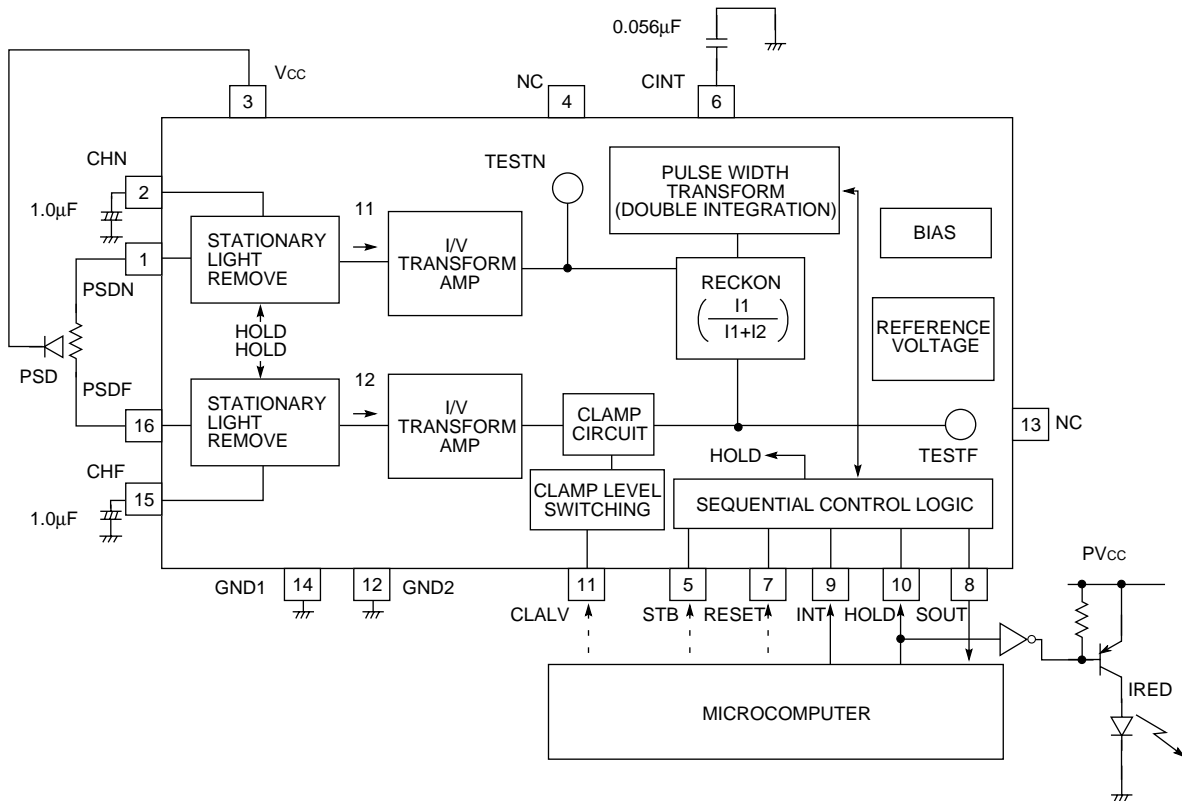 0.056µF
VCC
NC
CINT
3
4
6
CHN
2
1.0µF
1
PSDN
PSD
PSDF
16
CHF
15
1.0µF
STATIONARY
LIGHT
REMOVE
11
I/V
TRANSFORM
AMP
TESTN
PULSE WIDTH
TRANSFORM
(DOUBLE INTEGRATION)
BIAS
RECKON
( I1
I1+I2 )
REFERENCE
VOLTAGE
HOLD
HOLD
STATIONARY
LIGHT
REMOVE
12
I/V
TRANSFORM
AMP
CLAMP
CIRCUIT
TESTF
13
NC
HOLD
CLAMP LEVEL
SWITCHING
SEQUENTIAL CONTROL LOGIC
GND1
14
12
GND2
11
5
7
9
10
8
CLALV
STB
RESET
INT
HOLD
SOUT
PVCC
IRED
MICROCOMPUTER